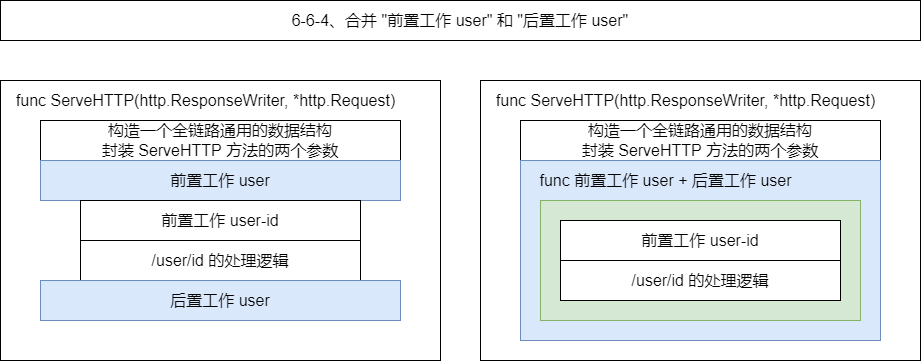 6-6-4、合并 "前置工作 user" 和 "后置工作 user"
func ServeHTTP(http.ResponseWriter, *http.Request)
构造一个全链路通用的数据结构
封装 ServeHTTP 方法的两个参数
前置工作 user
前置工作 user-id
/user/id 的处理逻辑
后置工作 user
func ServeHTTP(http.ResponseWriter, *http.Request)
构造一个全链路通用的数据结构
封装 ServeHTTP 方法的两个参数
func 前置工作 user + 后置工作 user
前置工作 user-id
/user/id 的处理逻辑